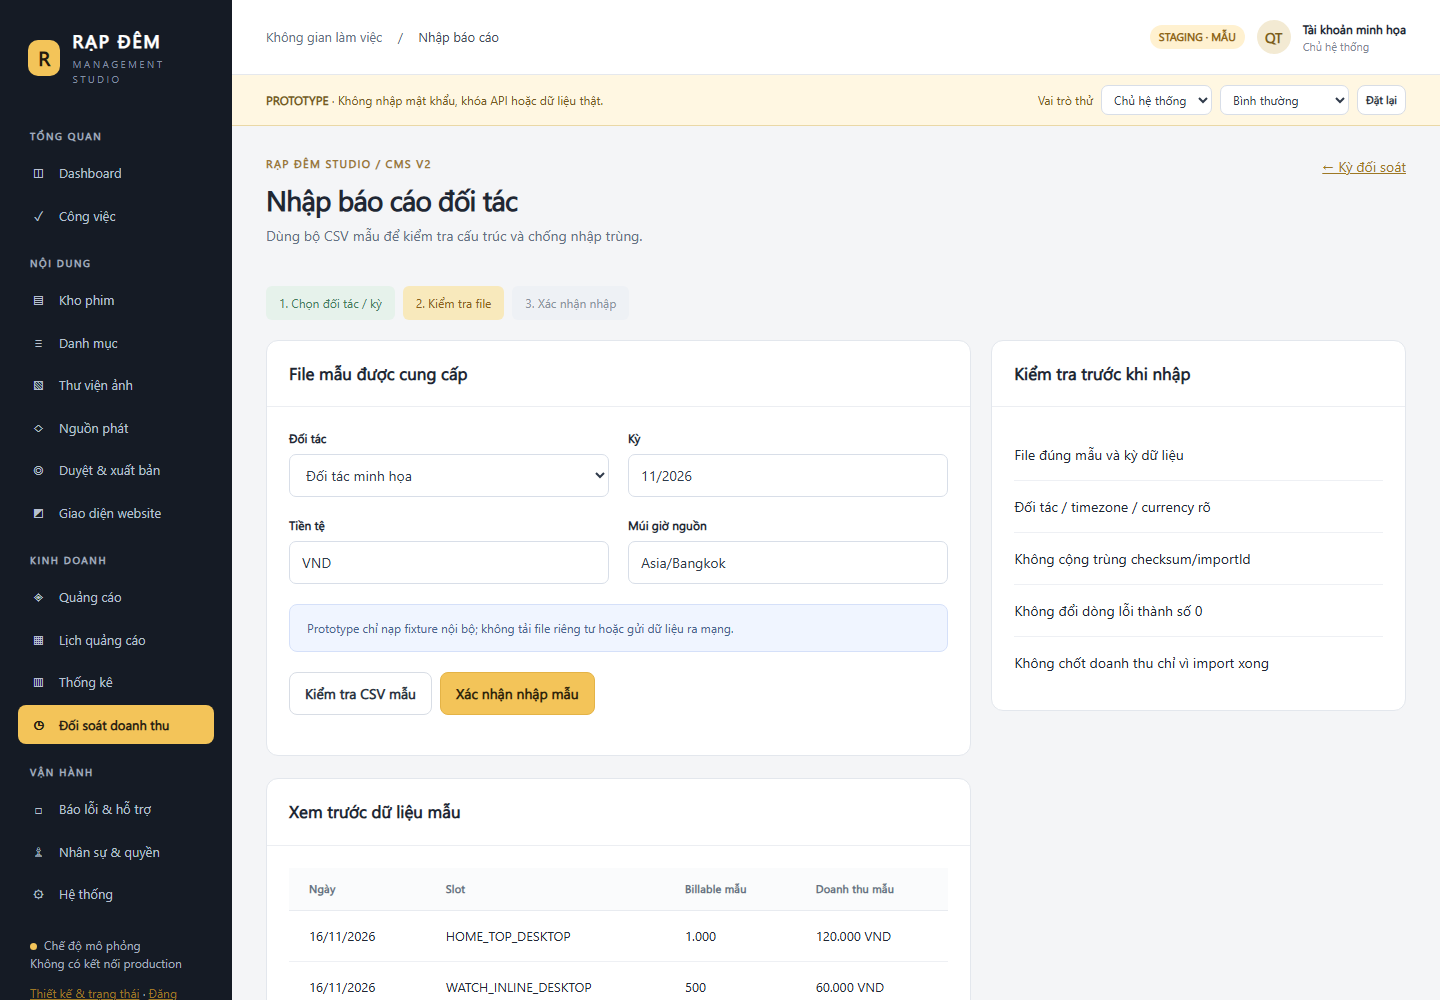 R
RẠP ĐÊM
MANAGEMENT
STUDIO
TỔNG QUAN
Dashboard
Công việc
NỘI DUNG
Kho phim
Danh mục
Thư viện ảnh
Nguồn phát
Duyệt & xuất bản
Giao diện website
KINH DOANH
Quảng cáo
Lịch quảng cáo
Thống kê
Đối soát doanh thu
VẬN HÀNH
Báo lỗi & hỗ trợ
Nhân sự & quyền
Hệ thống
Chế độ mô phỏng
Không có kết nối production
Thiết kế & trạng thái · Đăng
Không gian làm việc / Nhập báo cáo
STAGING · MẪU
QT
Tài khoản minh họa
Chủ hệ thống
PROTOTYPE · Không nhập mật khẩu, khóa API hoặc dữ liệu thật.
Vai trò thử
Chủ hệ thống
Bình thường
Đặt lại
RẠP ĐÊM STUDIO / CMS V2
← Kỳ đối soát
Nhập báo cáo đối tác
Dùng bộ CSV mẫu để kiểm tra cấu trúc và chống nhập trùng.
1. Chọn đối tác / kỳ
2. Kiểm tra file
3. Xác nhận nhập
File mẫu được cung cấp
Đối tác
Kỳ
Đối tác minh họa
11/2026
Tiền tệ
Múi giờ nguồn
VND
Asia/Bangkok
Prototype chỉ nạp fixture nội bộ; không tải file riêng tư hoặc gửi dữ liệu ra mạng.
Kiểm tra CSV mẫu
Xác nhận nhập mẫu
Kiểm tra trước khi nhập
File đúng mẫu và kỳ dữ liệu
Đối tác / timezone / currency rõ
Không cộng trùng checksum/importId
Không đổi dòng lỗi thành số 0
Không chốt doanh thu chỉ vì import xong
Xem trước dữ liệu mẫu
Ngày Slot Billable mẫu Doanh thu mẫu
16/11/2026 HOME_TOP_DESKTOP 1.000 120.000 VND
16/11/2026 WATCH_INLINE_DESKTOP 500 60.000 VND